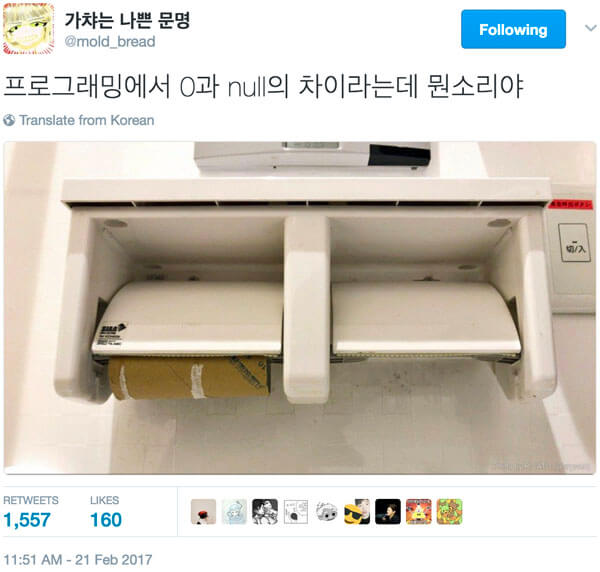 가챠는 나쁜 문명
@mold_bread
Following
프로그래밍에서 0과 null의 차이라는데 뭔소리야
Translate from Korean
切/入
RETWEETS
LIKES
1,557
160
11:51 AM - 21 Feb 2017